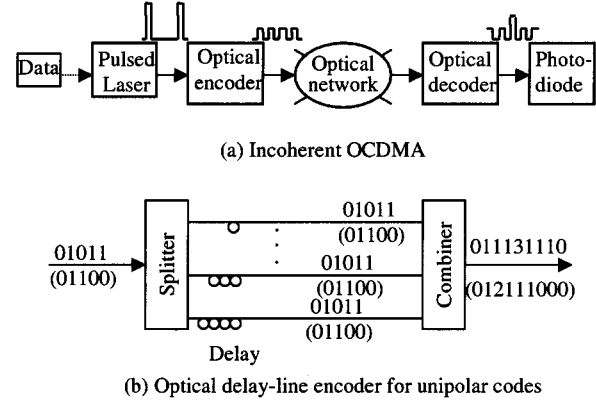 Data
Pulsed
Laser
Optical
encoder
Optical
network
Optical
decoder
Photo-
diode
(a) Incoherent OCDMA
01011
(01100)
Splitter
01011
(01100)
01011
(01100)
01011
(01100)
Delay
Combiner
011131110
(012111000)
(b) Optical delay-line encoder for unipolar codes